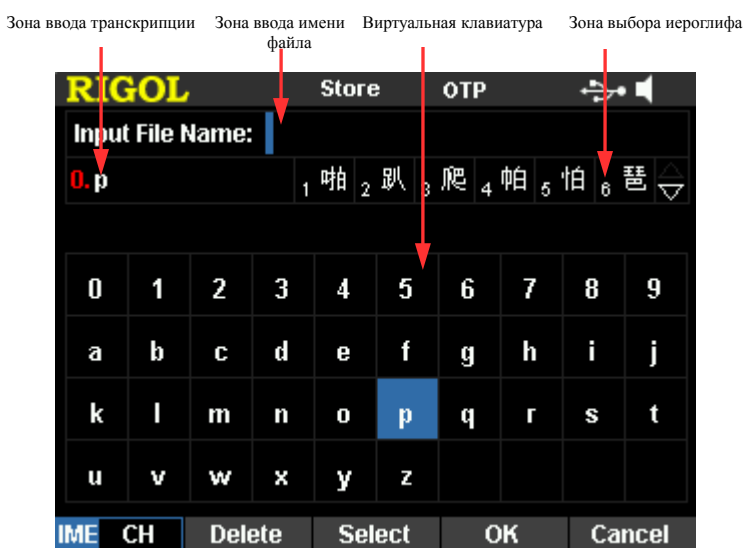 Зона ввода транскрипции
Зона ввода имени файла
Виртуальная клавиатура
Зона выбора иероглифа
RIGOL Store OTP
Input File Name:
0. p 1 啪 2 趴 3 爬 4 帕 5 怕 6 琶
0 1 2 3 4 5 6 7 8 9
a b c d e f g h i j
k l m n o p q r s t
u v w x y z
IME CH Delete Select OK Cancel